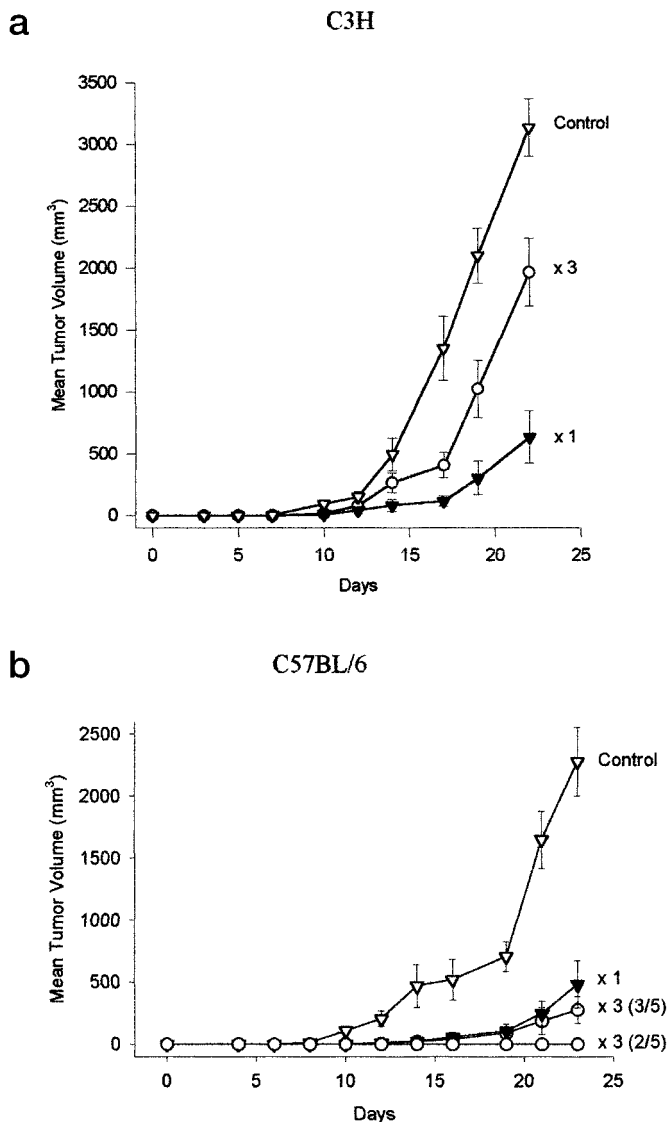 a
C3H
3500
3000
2500
2000
1500
1000
500
0
Mean Tumor Volume (mm³)
Control
x 3
x 1
0 5 10 15 20 25
Days
b
C57BL/6
2500
2000
1500
1000
500
0
Mean Tumor Volume (mm³)
Control
x 1
x 3 (3/5)
x 3 (2/5)
0 5 10 15 20 25
Days